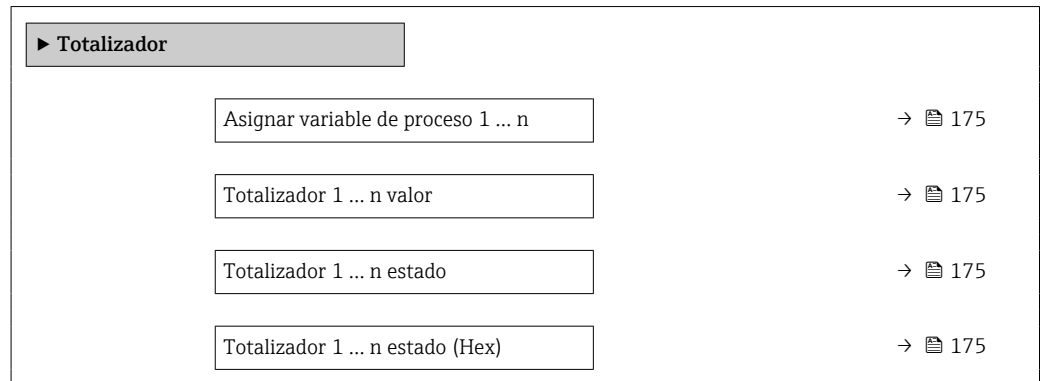 ▶ Totalizador
Asignar variable de proceso 1 … n → 175
Totalizador 1 … n valor → 175
Totalizador 1 … n estado → 175
Totalizador 1 … n estado (Hex) → 175